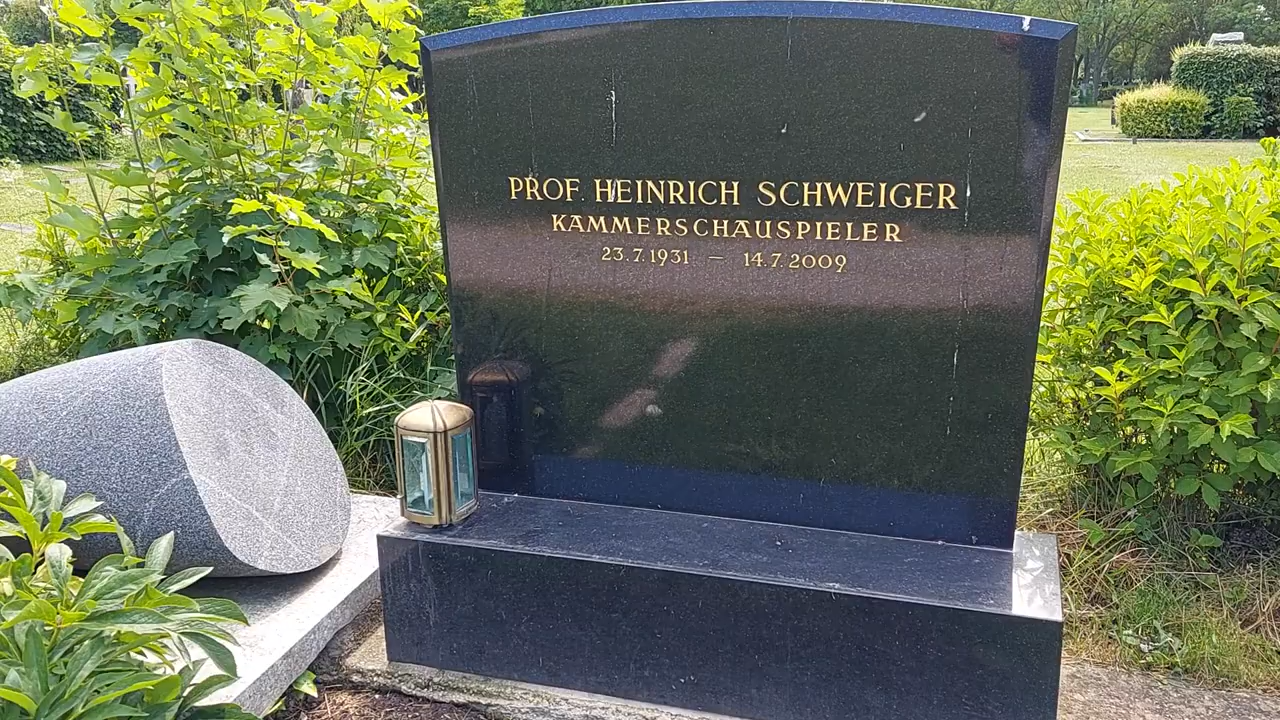 PROF. HEINRICH SCHWEIGER
KAMMERSCHAUSPIELER
23.7.1931 — 14.7.2009